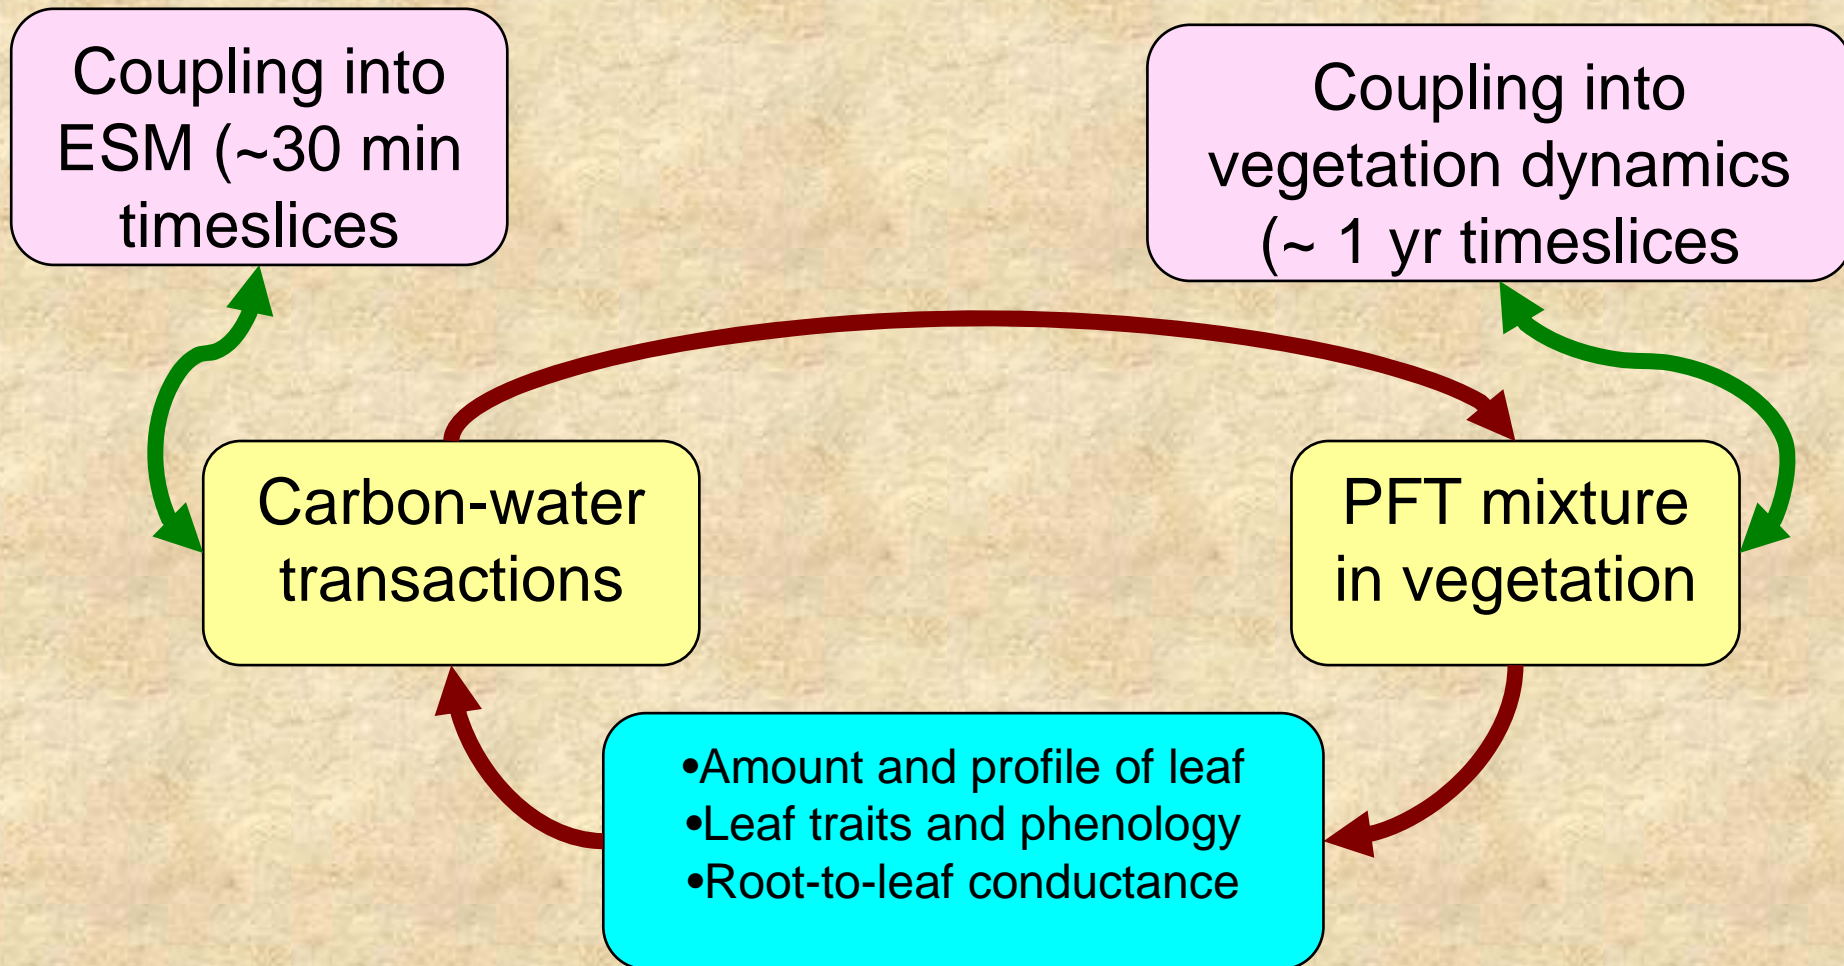 Coupling into
ESM (~30 min
timeslices
Coupling into
vegetation dynamics
(~ 1 yr timeslices
Carbon-water
transactions
PFT mixture
in vegetation
•Amount and profile of leaf
•Leaf traits and phenology
•Root-to-leaf conductance